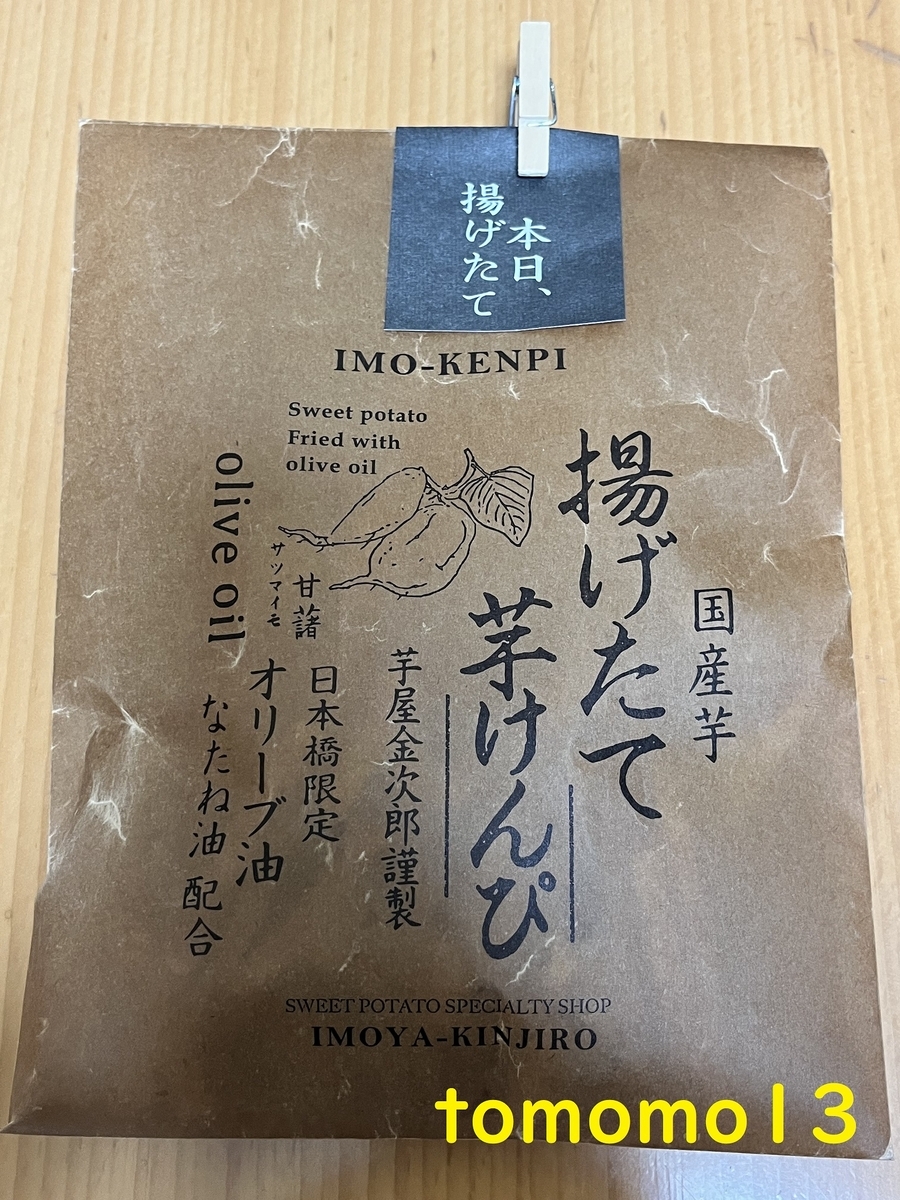 本日、
揚げたて
IMO-KENPI
Sweet potato
Fried with
olive oil
国産芋
揚げたて
芋けんぴ
芋屋金次郎謹製
甘藷
サツマイモ
日本橋限定
オリーブ油
なたね油 配合
olive oil
SWEET POTATO SPECIALTY SHOP
IMOYA-KINJIRO
tomomo13